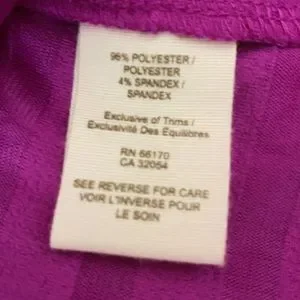 96% POLYESTER /
POLYESTER
4% SPANDEX /
SPANDEX
Exclusive of Trims /
Exclusivité Des Equilibres
RN 66170
CA 32054
SEE REVERSE FOR CARE
VOIR L'INVERSE POUR
LE SOIN